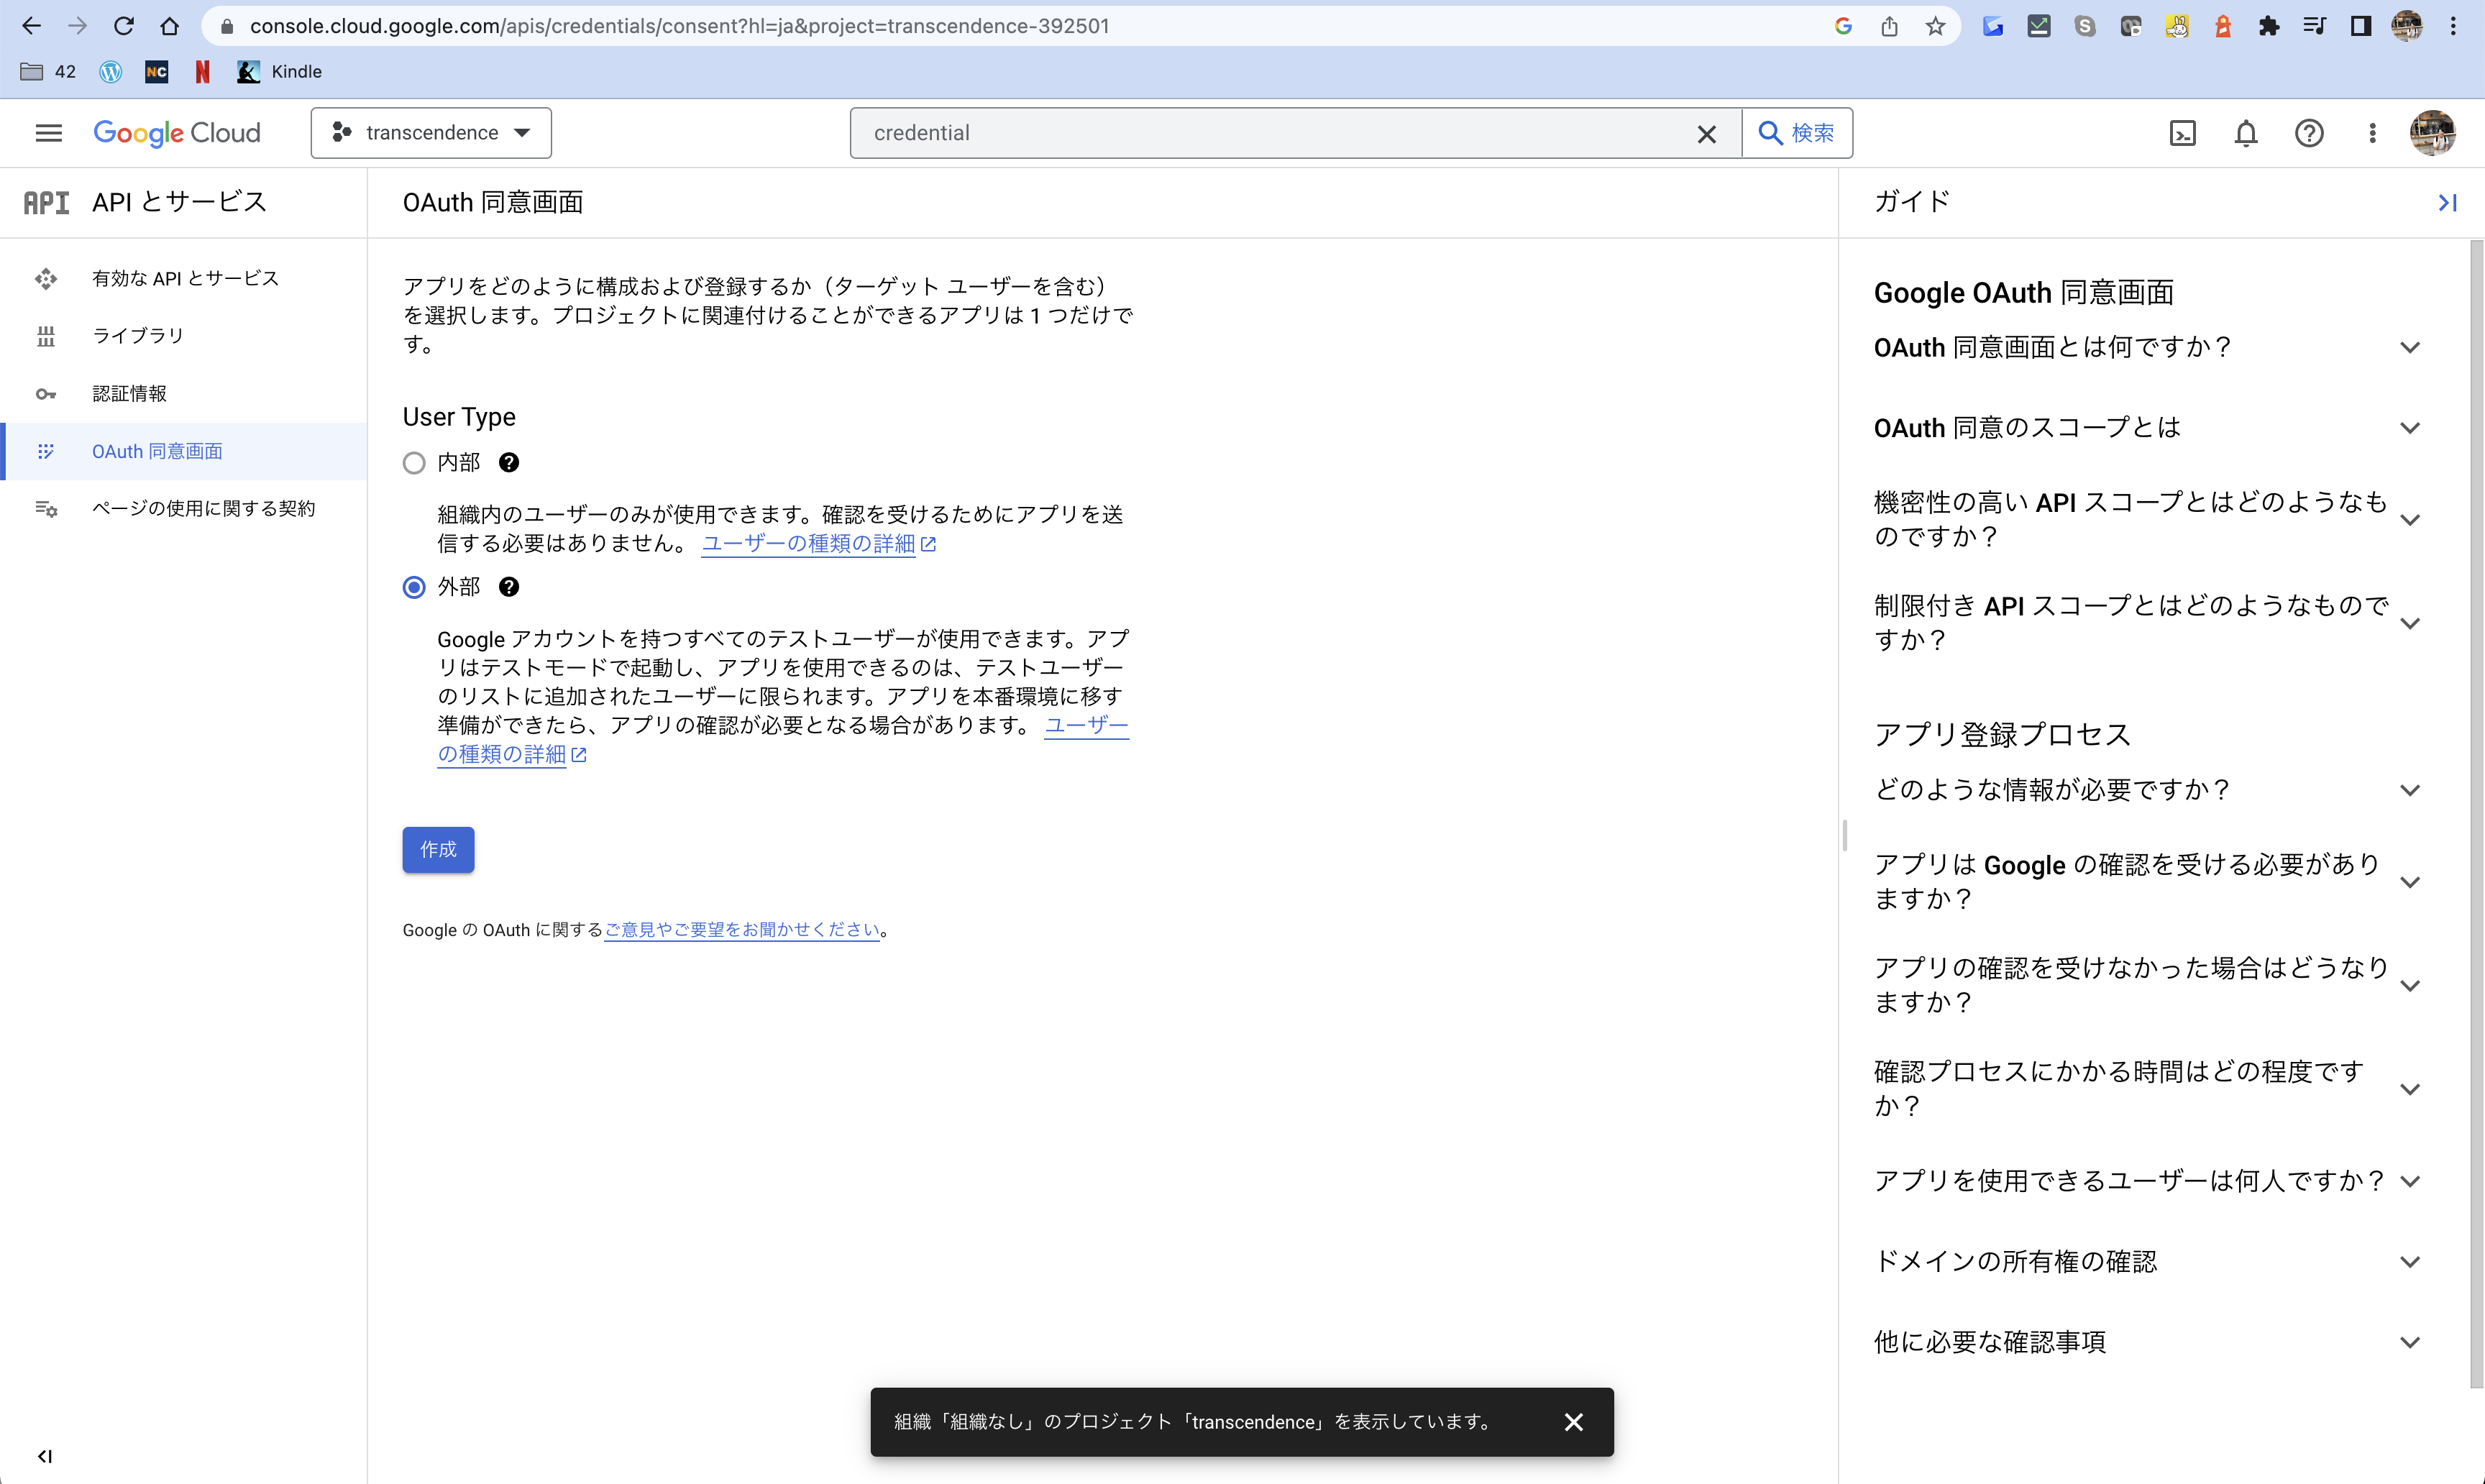 console.cloud.google.com/apis/credentials/consent?hl=ja&project=transcendence-392501
42
NC
N
Kindle
Google Cloud
transcendence
credential
検索
API
API とサービス
有効な API とサービス
ライブラリ
認証情報
OAuth 同意画面
ページの使用に関する契約
OAuth 同意画面
アプリをどのように構成および登録するか（ターゲット ユーザーを含む）
を選択します。プロジェクトに関連付けることができるアプリは 1 つだけで
す。
User Type
内部
組織内のユーザーのみが使用できます。確認を受けるためにアプリを送
信する必要はありません。 ユーザーの種類の詳細
外部
Google アカウントを持つすべてのテストユーザーが使用できます。アプ
リはテストモードで起動し、アプリを使用できるのは、テストユーザー
のリストに追加されたユーザーに限られます。アプリを本番環境に移す
準備ができたら、アプリの確認が必要となる場合があります。 ユーザー
の種類の詳細
作成
Google の OAuth に関するご意見やご要望をお聞かせください。
ガイド
Google OAuth 同意画面
OAuth 同意画面とは何ですか？
OAuth 同意のスコープとは
機密性の高い API スコープとはどのようなも
のですか？
制限付き API スコープとはどのようなもので
すか？
アプリ登録プロセス
どのような情報が必要ですか？
アプリは Google の確認を受ける必要があり
ますか？
アプリの確認を受けなかった場合はどうなり
ますか？
確認プロセスにかかる時間はどの程度です
か？
アプリを使用できるユーザーは何人ですか？
ドメインの所有権の確認
他に必要な確認事項
組織「組織なし」のプロジェクト「transcendence」を表示しています。